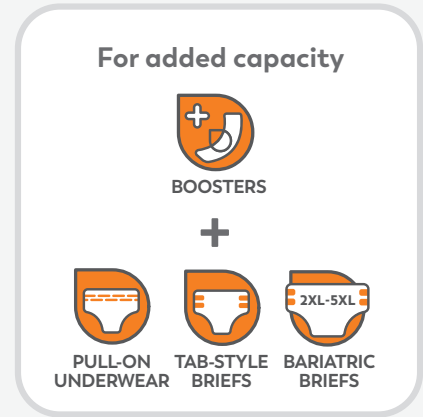 For added capacity
BOOSTERS
+
2XL-5XL
PULL-ON
UNDERWEAR
TAB-STYLE
BRIEFS
BARIATRIC
BRIEFS